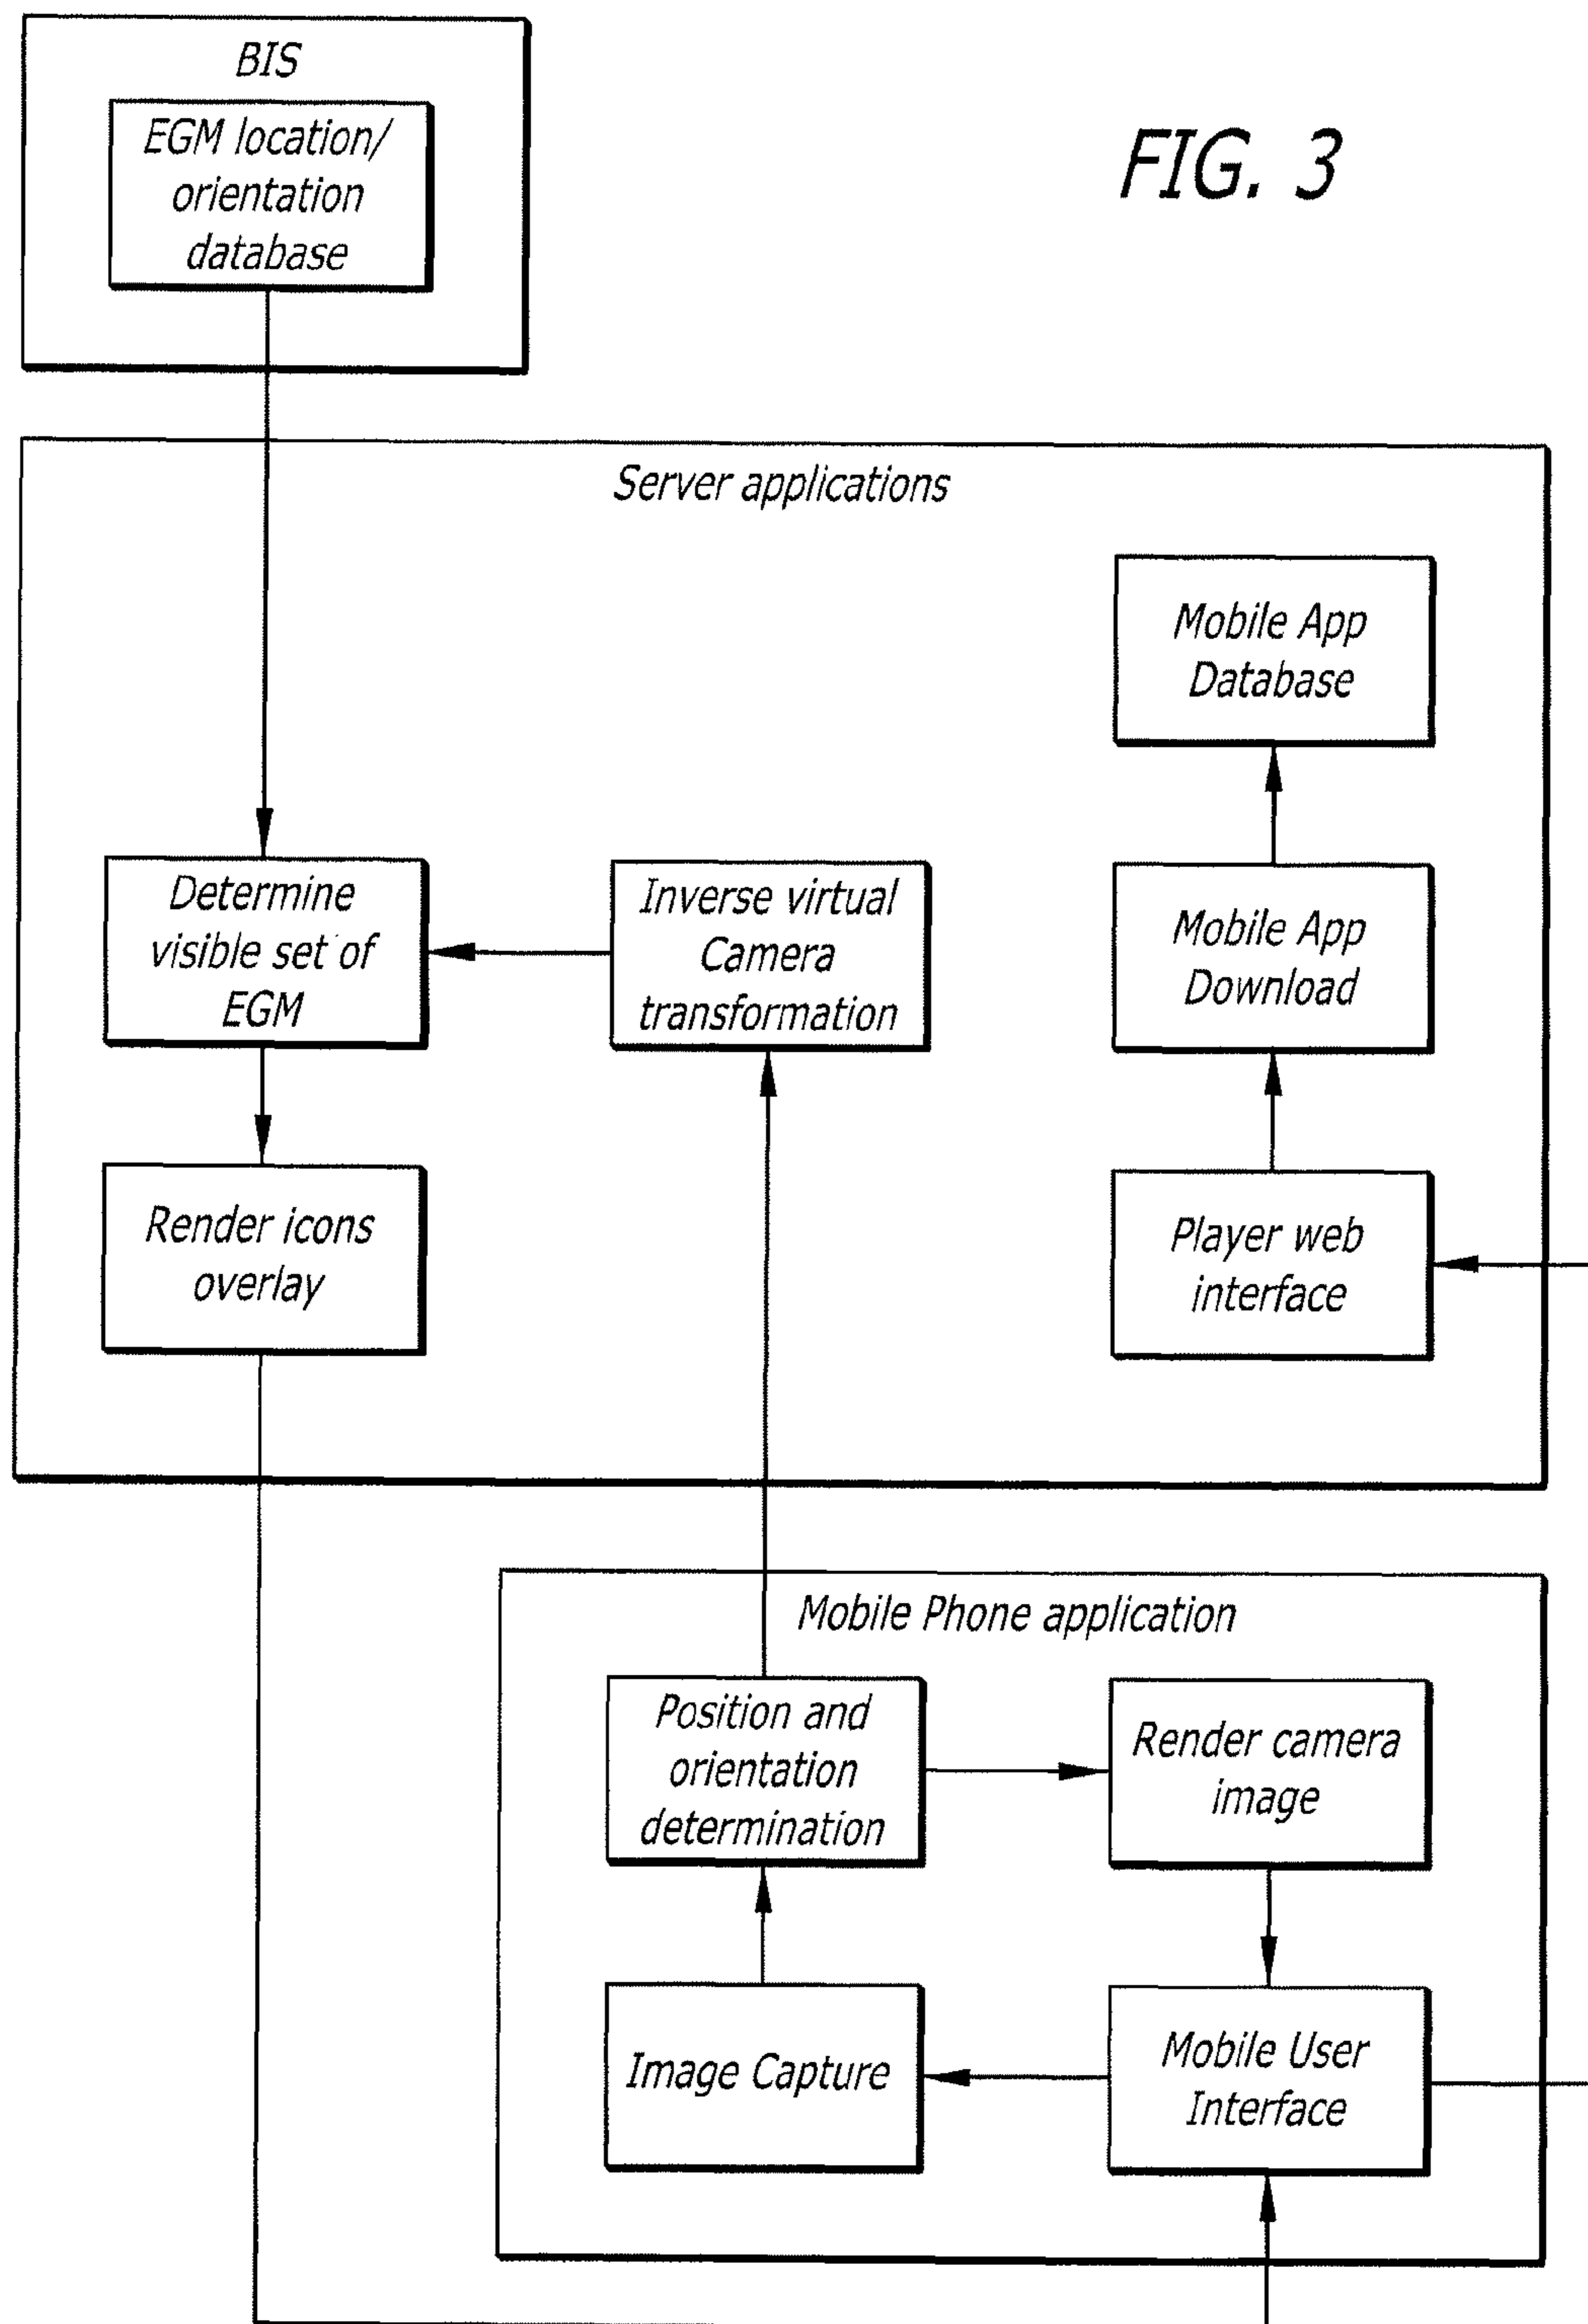 BIS
EGM location/
orientation
database
FIG. 3
Server applications
Mobile App
Database
Determine
visible set of
EGM
Inverse virtual
Camera
transformation
Mobile App
Download
Render icons
overlay
Player web
interface
Mobile Phone application
Position and
orientation
determination
Render camera
image
Image Capture
Mobile User
Interface